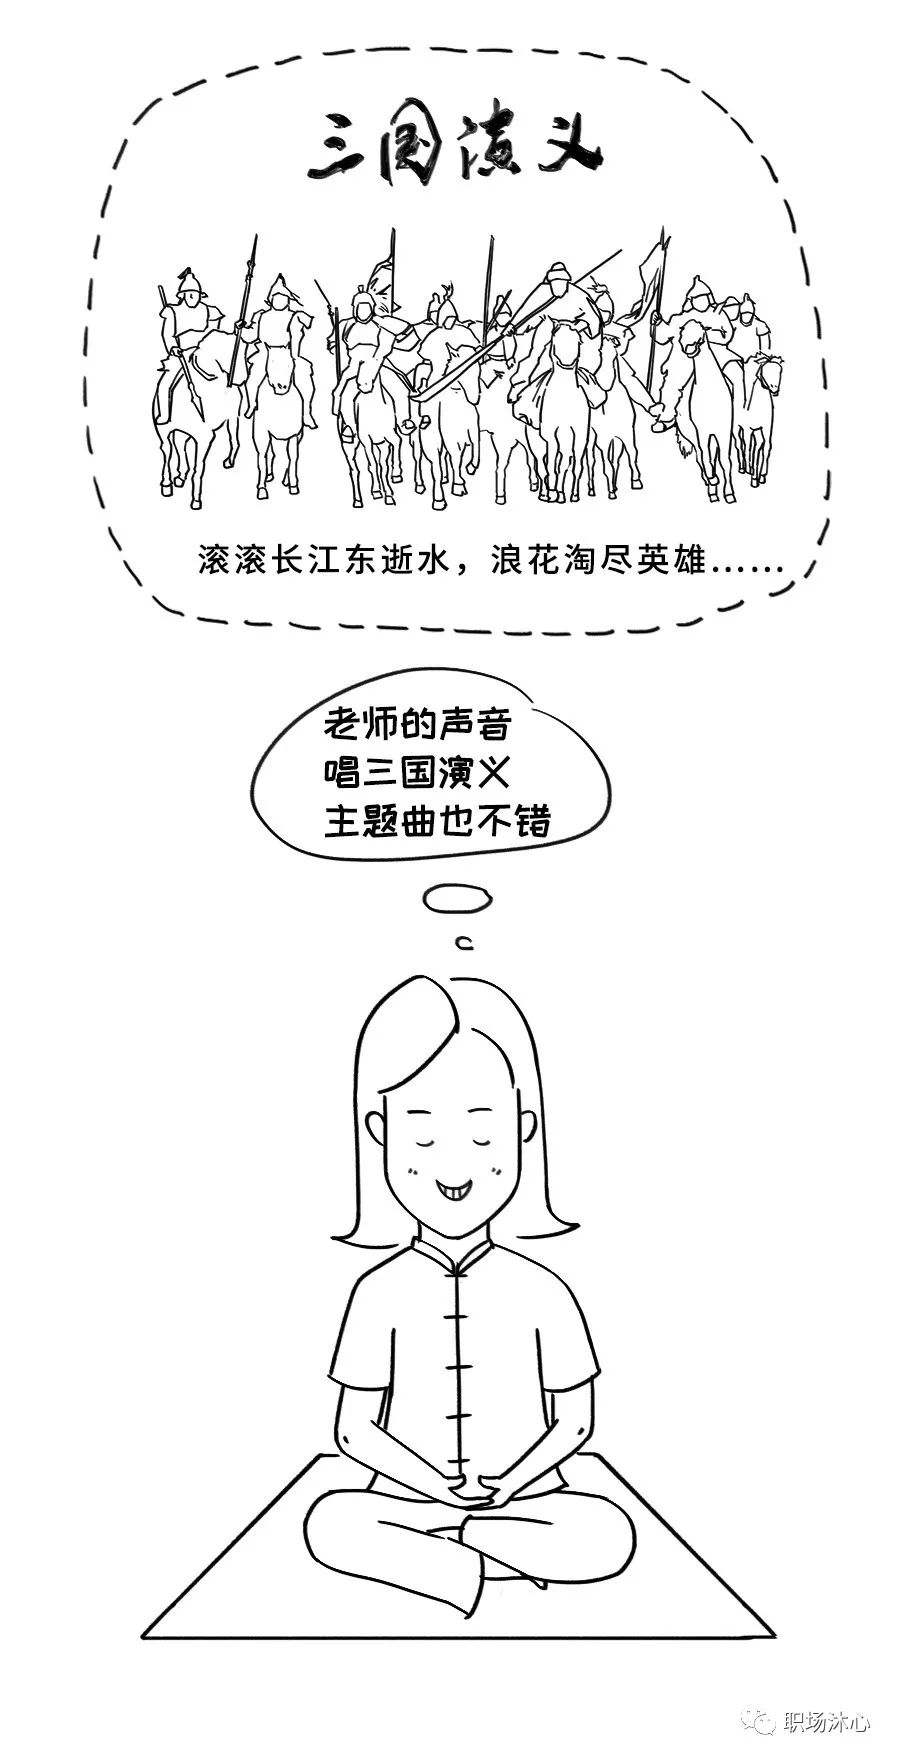 三国演义
滚滚长江东逝水，浪花淘尽英雄……
老师的声音
唱三国演义
主题曲也不错
职场沐心